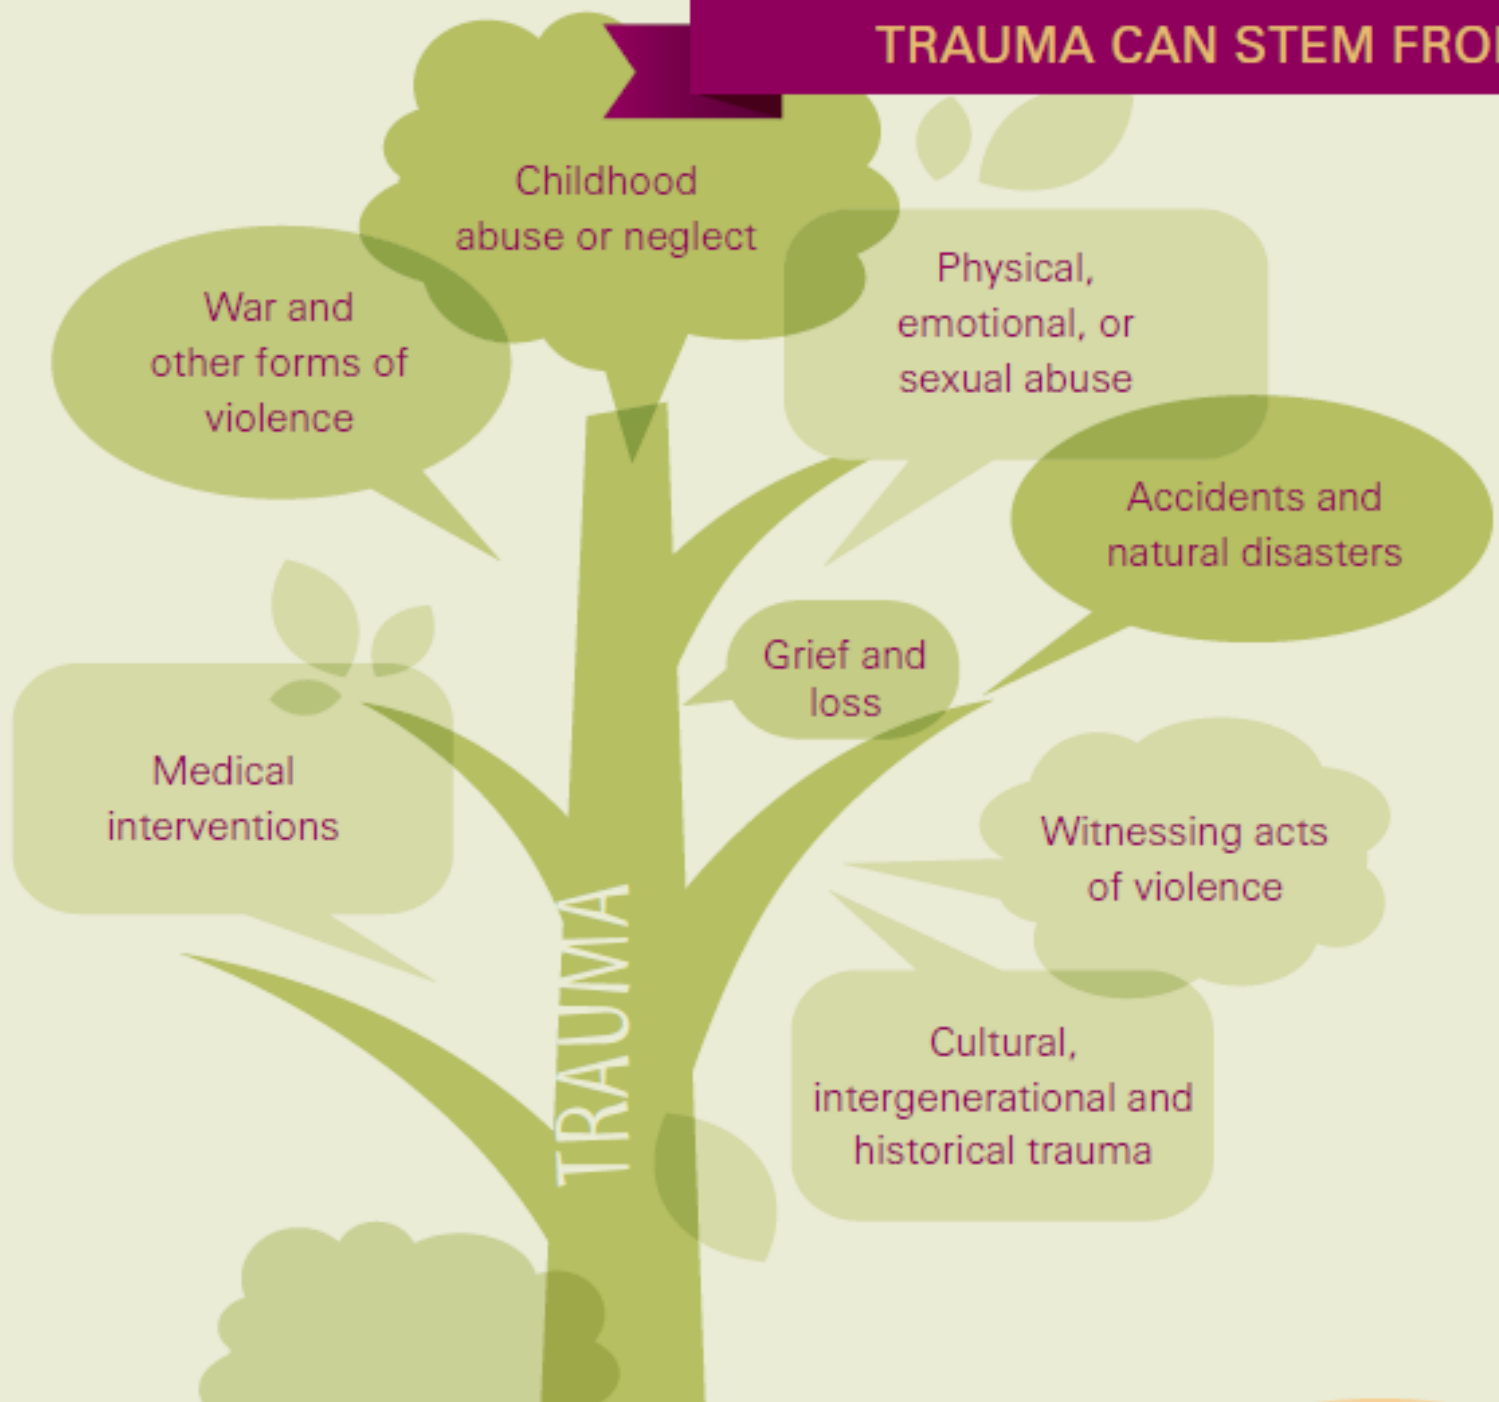 TRAUMA CAN STEM
Childhood
abuse or neglect
War and
other forms of
violence
Physical,
emotional, or
sexual abuse
Accidents and
natural disasters
Grief and
loss
Medical
interventions
Witnessing acts
of violence
Cultural,
intergenerational and
historical trauma
TRAUMA